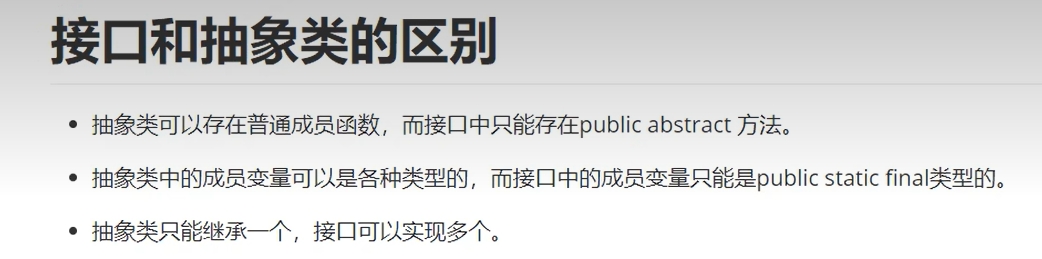 接口和抽象类的区别
抽象类可以存在普通成员函数，而接口中只能存在public abstract 方法。
抽象类中的成员变量可以是各种类型的，而接口中的成员变量只能是public static final类型的。
抽象类只能继承一个，接口可以实现多个。